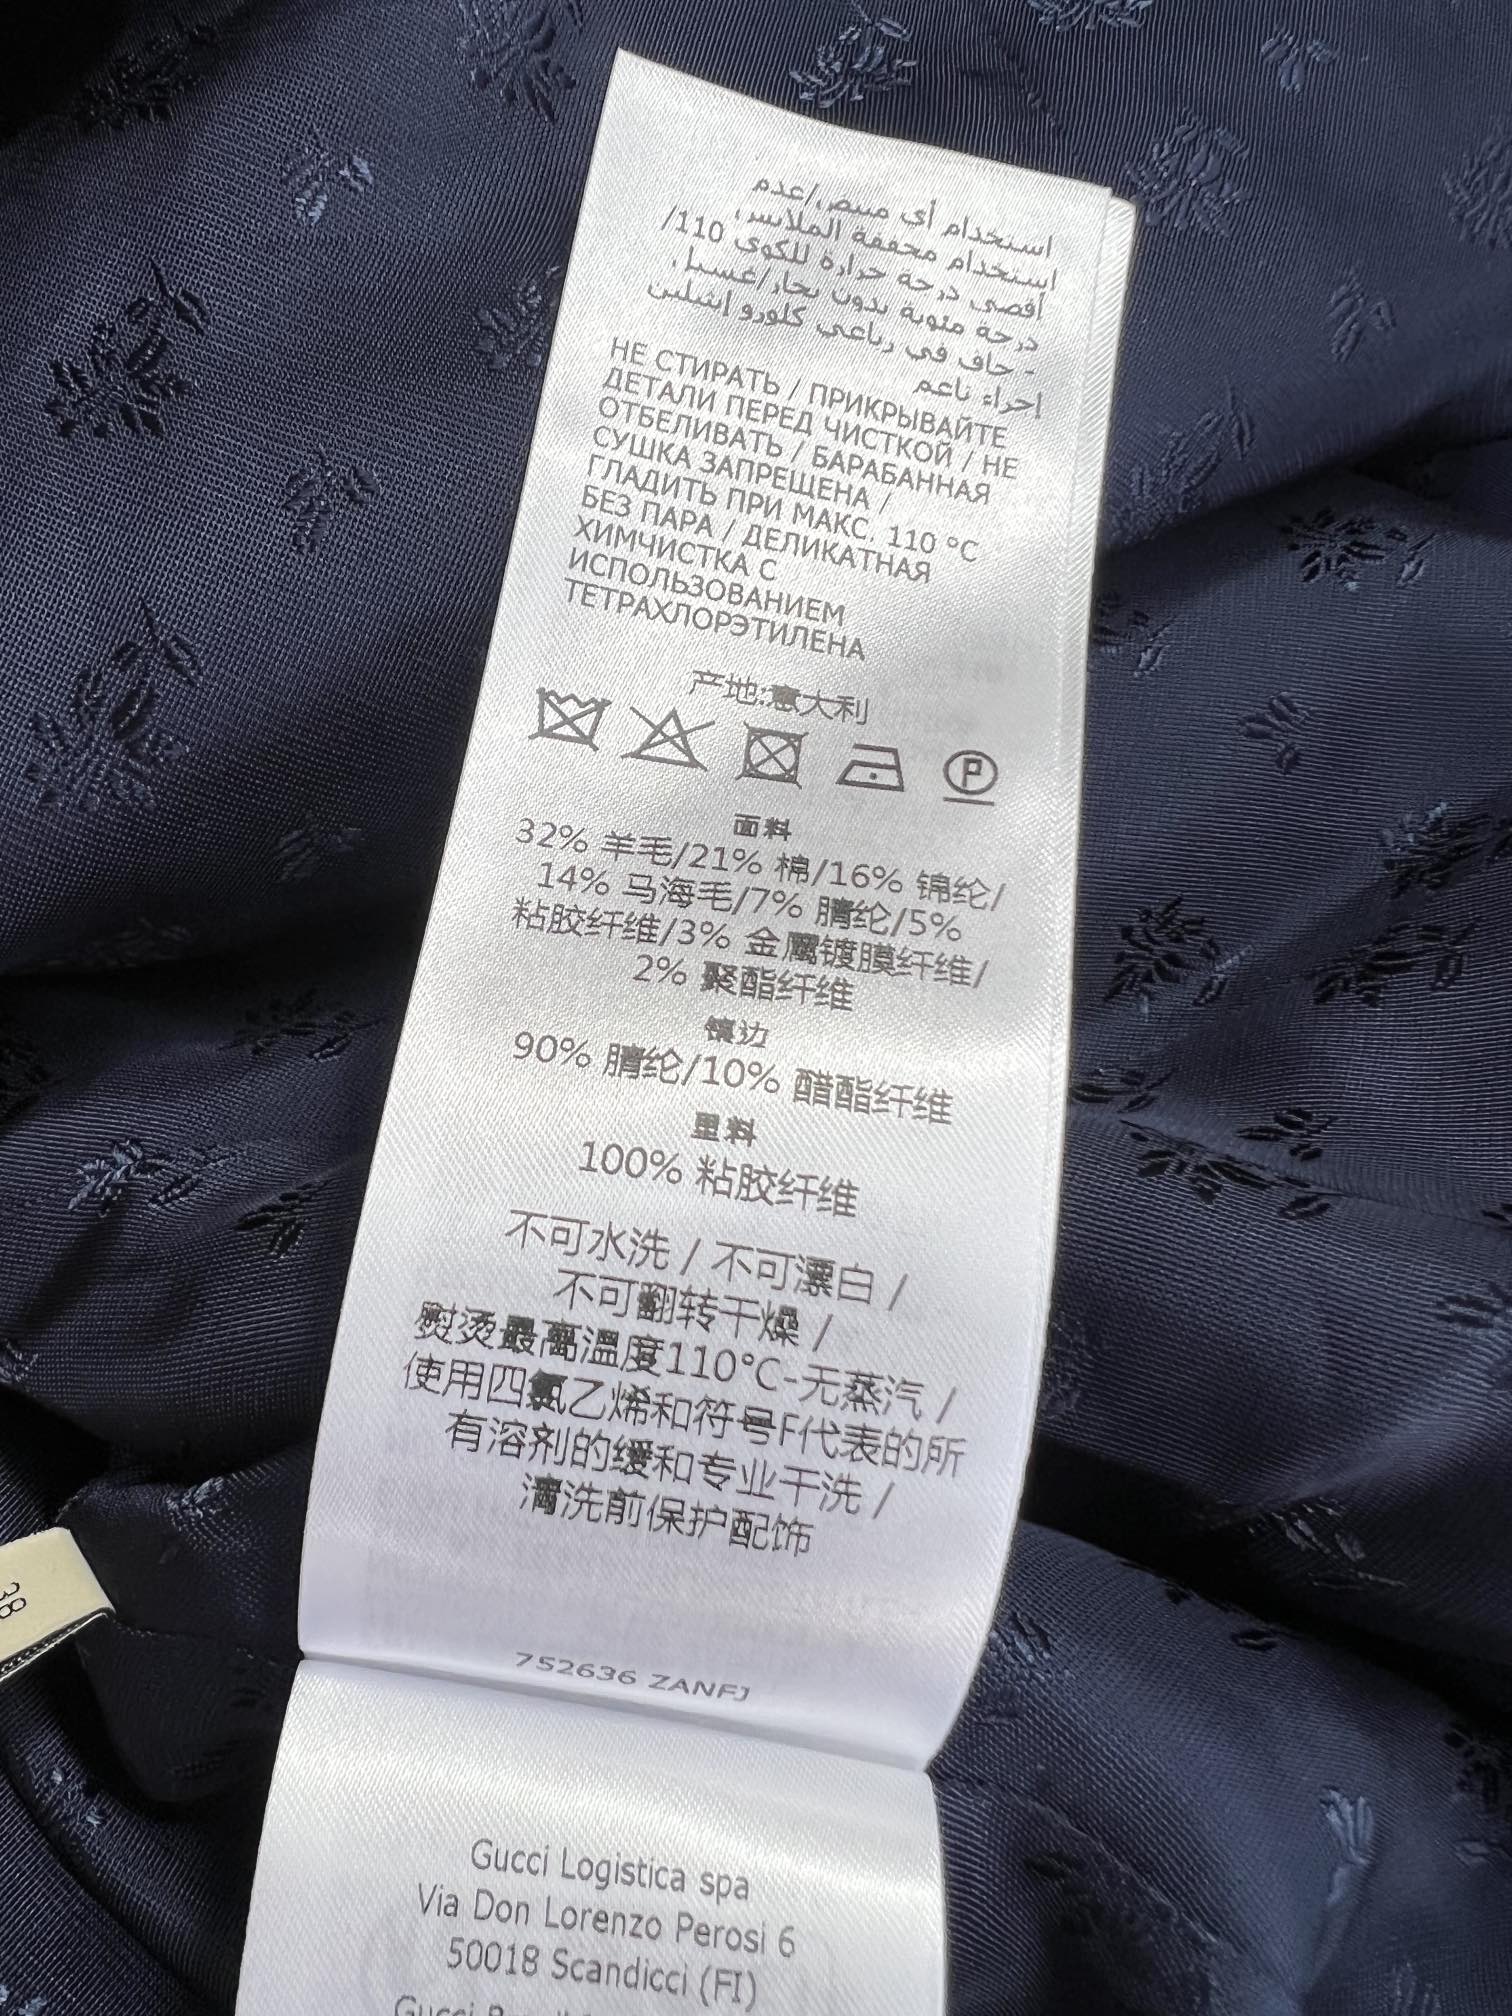 استخدام أي مبيض/عدم
استخدام مجففة الملابس،
أقصى درجة حرارة للكوي 110/
درجة مئوية بدون بخار/غسيل،
- جاف في رباعي كلورو إيثيلين
إجراء ناعم
НЕ СТИРАТЬ / ПРИКРЫВАЙТЕ
ДЕТАЛИ ПЕРЕД ЧИСТКОЙ / НЕ
ОТБЕЛИВАТЬ / БАРАБАННАЯ
СУШКА ЗАПРЕЩЕНА /
ГЛАДИТЬ ПРИ МАКС. 110 °C
БЕЗ ПАРА / ДЕЛИКАТНАЯ
ХИМЧИСТКА С
ИСПОЛЬЗОВАНИЕМ
ТЕТРАХЛОРЭТИЛЕНА
产地:意大利
P
面料
32% 羊毛/21% 棉/16% 锦纶/
14% 马海毛/7% 腈纶/5%
粘胶纤维/3% 金属镀膜纤维/
2% 聚酯纤维
镶边
90% 腈纶/10% 醋酯纤维
里料
100% 粘胶纤维
不可水洗 / 不可漂白 /
不可翻转干燥 /
熨烫最高温度110°C-无蒸汽 /
使用四氯乙烯和符号F代表的所
有溶剂的缓和专业干洗 /
清洗前保护配饰
752636 ZANFJ
Gucci Logistica spa
Via Don Lorenzo Perosi 6
50018 Scandicci (FI)
Gucci
38